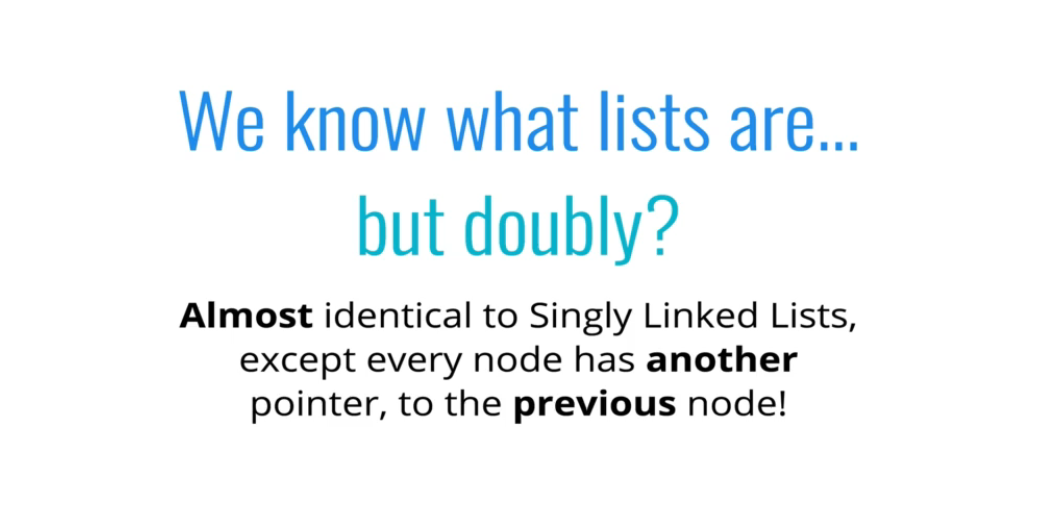 We know what lists are...
but doubly?
Almost identical to Singly Linked Lists,
except every node has another
pointer, to the previous node!